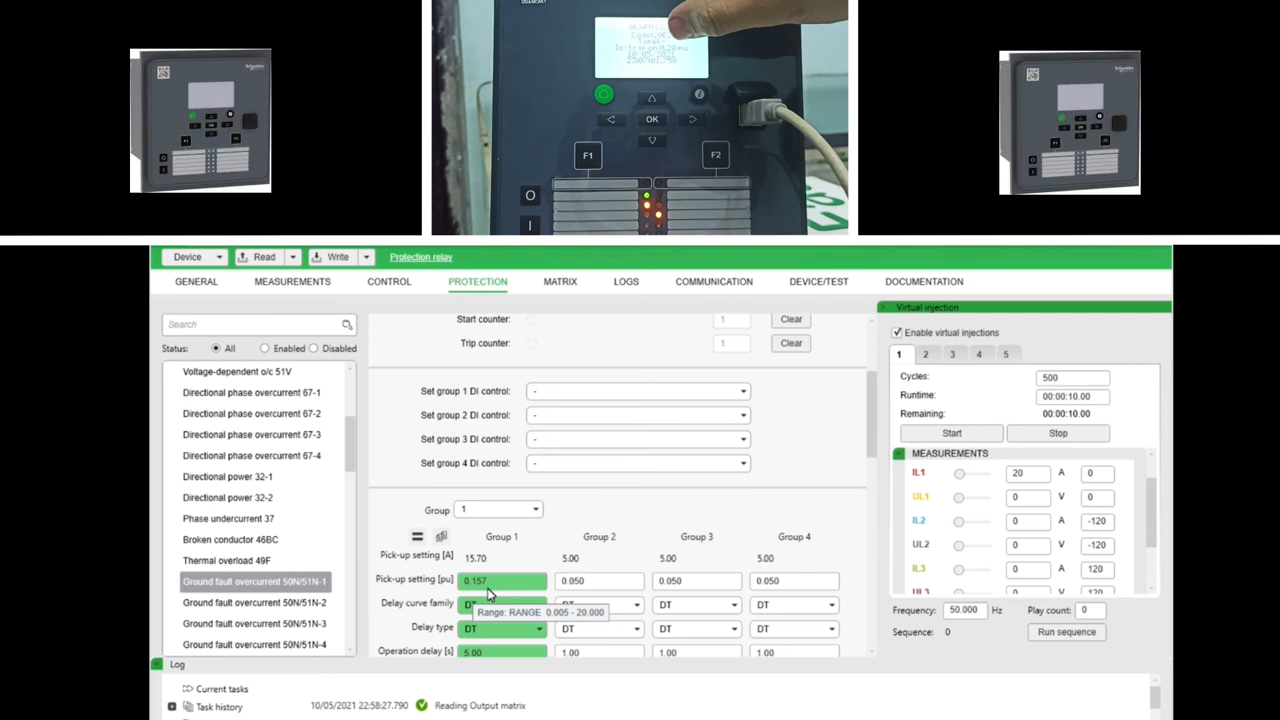 Schneider
Schneider
OK
F1
F2
O
I
Device
Read
Write
Protection relay
GENERAL
MEASUREMENTS
CONTROL
PROTECTION
MATRIX
LOGS
COMMUNICATION
DEVICE/TEST
DOCUMENTATION
Search
Status:
All
Enabled
Disabled
Voltage-dependent o/c 51V
Directional phase overcurrent 67-1
Directional phase overcurrent 67-2
Directional phase overcurrent 67-3
Directional phase overcurrent 67-4
Directional power 32-1
Directional power 32-2
Phase undercurrent 37
Broken conductor 46BC
Thermal overload 49F
Ground fault overcurrent 50N/51N-1
Ground fault overcurrent 50N/51N-2
Ground fault overcurrent 50N/51N-3
Ground fault overcurrent 50N/51N-4
Start counter: 1 Clear
Trip counter: 1 Clear
Set group 1 DI control: -
Set group 2 DI control: -
Set group 3 DI control: -
Set group 4 DI control: -
Group 1
Group 1 Group 2 Group 3 Group 4
Pick-up setting [A] 15.70 5.00 5.00 5.00
Pick-up setting [pu] 0.157 0.050 0.050 0.050
Delay curve family DT DT DT DT
Range: RANGE 0.005 - 20.000
Delay type DT DT DT DT
Operation delay [s] 5.00 1.00 1.00 1.00
Virtual injection
Enable virtual injections
1 2 3 4 5
Cycles: 500
Runtime: 00:00:10.00
Remaining: 00:00:10.00
Start Stop
MEASUREMENTS
IL1 20 A 0
UL1 0 V 0
IL2 0 A -120
UL2 0 V -120
IL3 0 A 120
UL3 0 V 120
Frequency: 50.000 Hz Play count: 0
Sequence: 0 Run sequence
Log
Current tasks
Task history
10/05/2021 22:58:27.790 Reading Output matrix